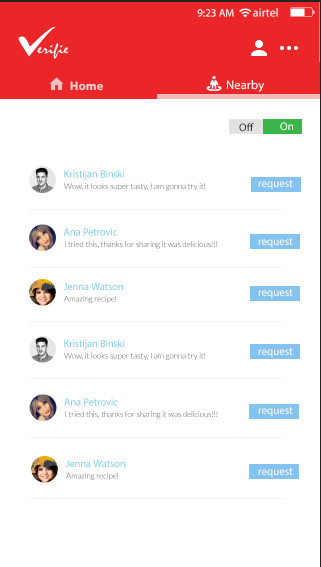 9:23 AM airtel
Verifie
Home
Nearby
Off On
Kristijan Binski
Wow, it looks super tasty, I am gonna try it!
request
Ana Petrovic
I tried this, thanks for sharing it was delicious!!!
request
Jenna Watson
Amazing recipe!
request
Kristijan Binski
Wow, it looks super tasty, I am gonna try it!
request
Ana Petrovic
I tried this, thanks for sharing it was delicious!!!
request
Jenna Watson
Amazing recipe!
request